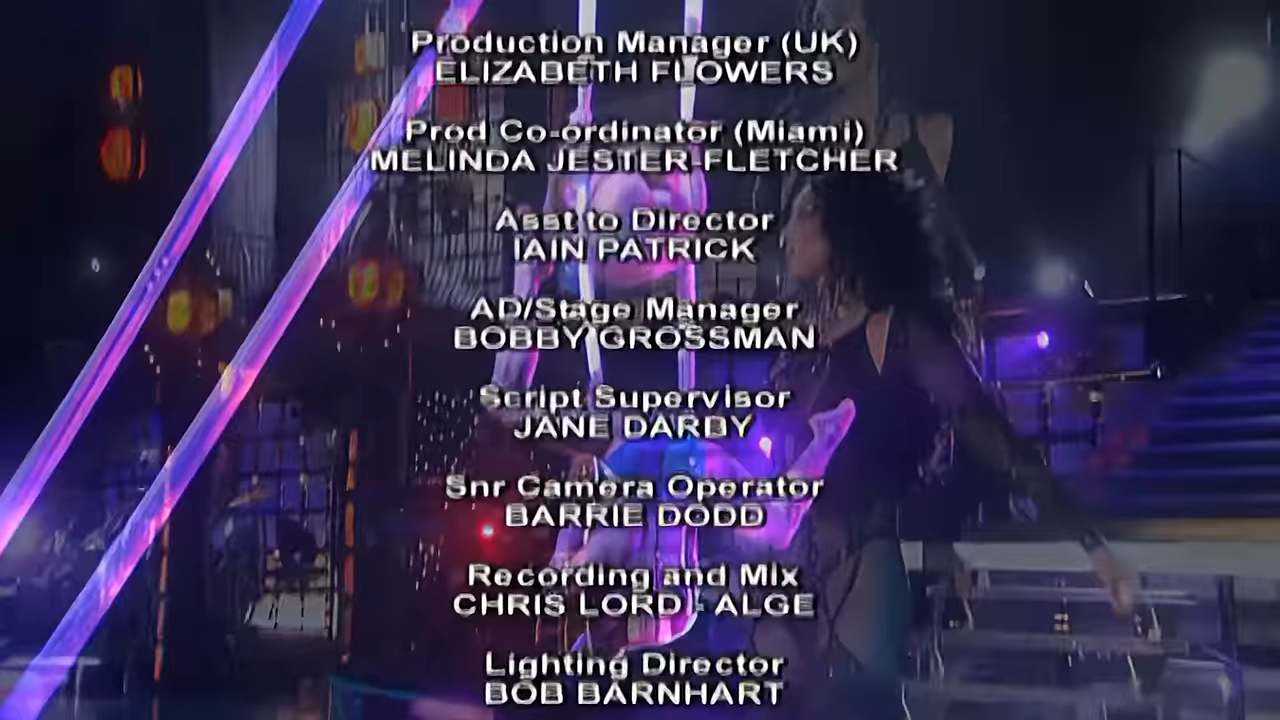 Production Manager (UK)
ELIZABETH FLOWERS
Prod Co-ordinator (Miami)
MELINDA JESTER-FLETCHER
Asst to Director
IAIN PATRICK
AD/Stage Manager
BOBBY GROSSMAN
Script Supervisor
JANE DARBY
Snr Camera Operator
BARRIE DODD
Recording and Mix
CHRIS LORD - ALGE
Lighting Director
BOB BARNHART